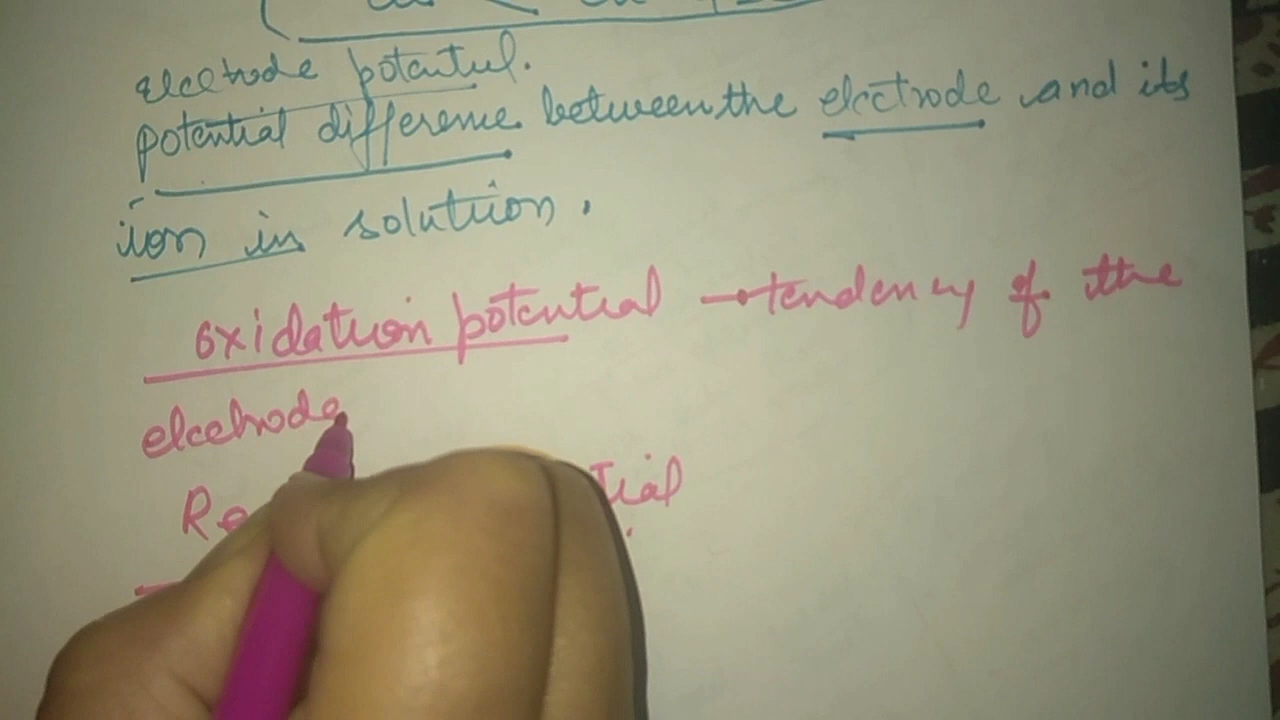 electrode potential.
potential difference between the electrode and its
ion in solution.
oxidation potential → tendency of the
electrode